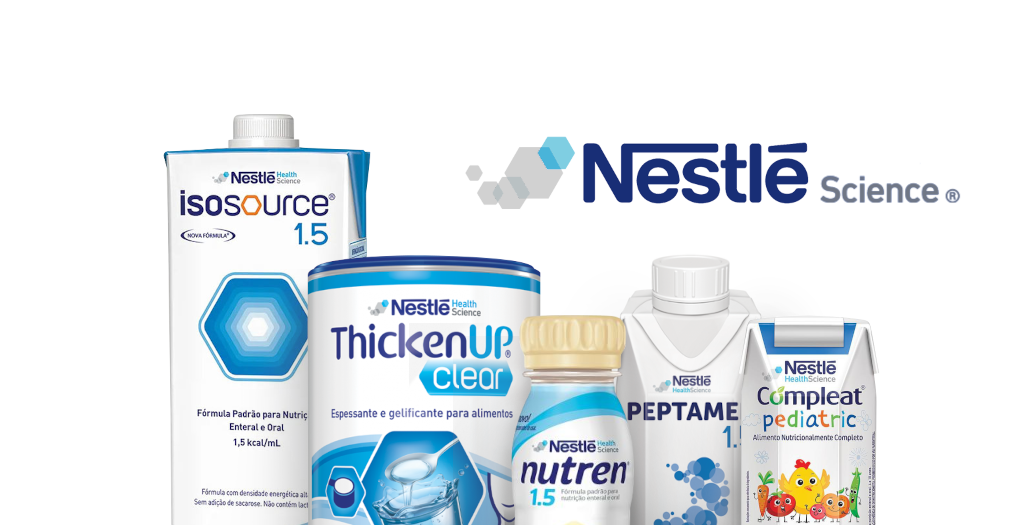 Nestlé Science ®
Nestlé Health Science
isosource®
1.5
NOVA FÓRMULA*
Fórmula Padrão para Nutriç
Enteral e Oral
1,5 kcal/mL
Fórmula com densidade energética alt
Sem adição de sacarose. Não contém lact
Nestlé Health Science
ThickenUP®
clear
Espessante e gelificante para alimentos
Nestlé Health Science
nutren®
1.5 Fórmula padrão para
nutrição enteral e oral
Nestlé
HealthScience
PEPTAME
1.
Nestlé
HealthScience
Compleat®
pediatric
Alimento Nutricionalmente Completo